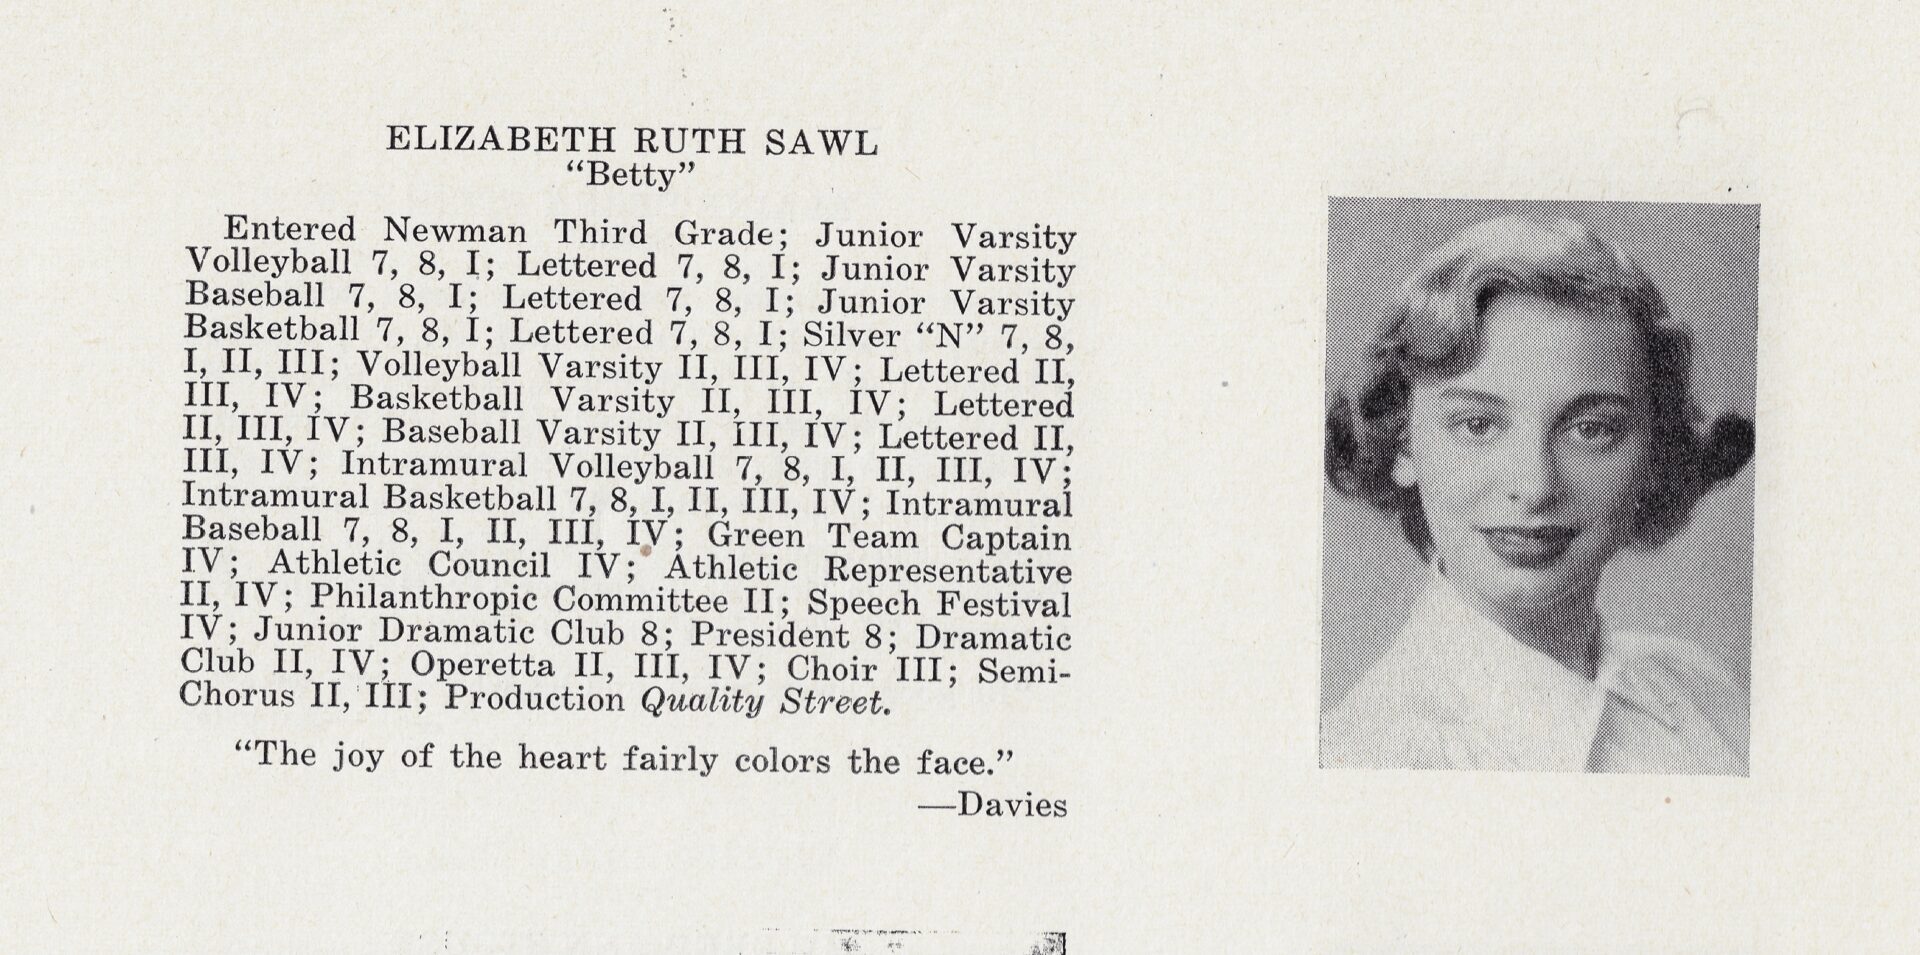 ELIZABETH RUTH SAWL
“Betty”
Entered Newman Third Grade; Junior Varsity
Volleyball 7, 8, I; Lettered 7, 8, I; Junior Varsity
Baseball 7, 8, I; Lettered 7, 8, I; Junior Varsity
Basketball 7, 8, I; Lettered 7, 8, I; Silver “N” 7, 8,
I, II, III; Volleyball Varsity II, III, IV; Lettered II,
III, IV; Basketball Varsity II, III, IV; Lettered
II, III, IV; Baseball Varsity II, III, IV; Lettered II,
III, IV; Intramural Volleyball 7, 8, I, II, III, IV;
Intramural Basketball 7, 8, I, II, III, IV; Intramural
Baseball 7, 8, I, II, III, IV; Green Team Captain
IV; Athletic Council IV; Athletic Representative
II, IV; Philanthropic Committee II; Speech Festival
IV; Junior Dramatic Club 8; President 8; Dramatic
Club II, IV; Operetta II, III, IV; Choir III; Semi-
Chorus II, III; Production Quality Street.
“The joy of the heart fairly colors the face.”
—Davies